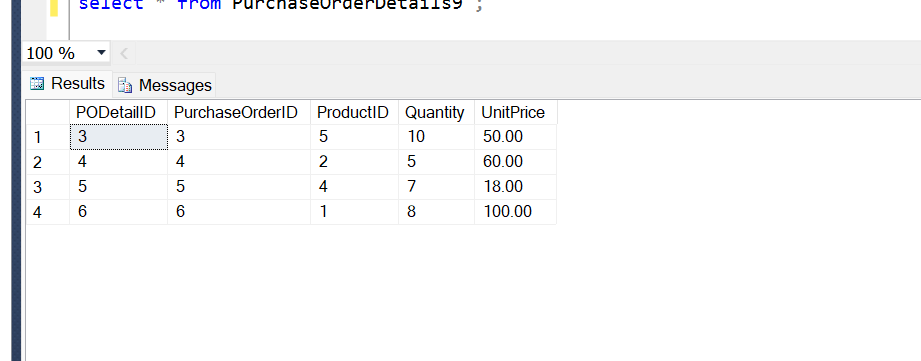 select * from PurchaseOrderDetails9 ;
100 %
Results Messages
PODetailID PurchaseOrderID ProductID Quantity UnitPrice
1 3 3 5 10 50.00
2 4 4 2 5 60.00
3 5 5 4 7 18.00
4 6 6 1 8 100.00